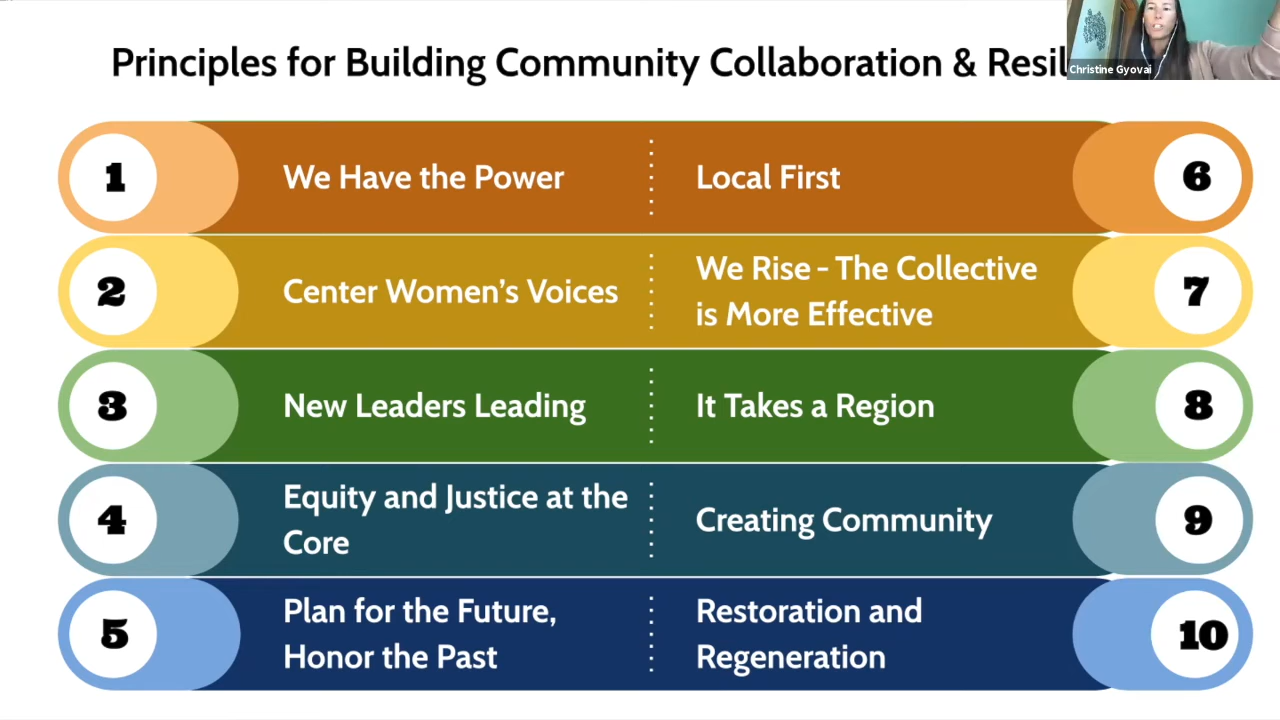 Principles for Building Community Collaboration & Resil
Christine Gyovai
1
We Have the Power
Local First
6
2
Center Women's Voices
We Rise - The Collective
is More Effective
7
3
New Leaders Leading
It Takes a Region
8
4
Equity and Justice at the
Core
Creating Community
9
5
Plan for the Future,
Honor the Past
Restoration and
Regeneration
10